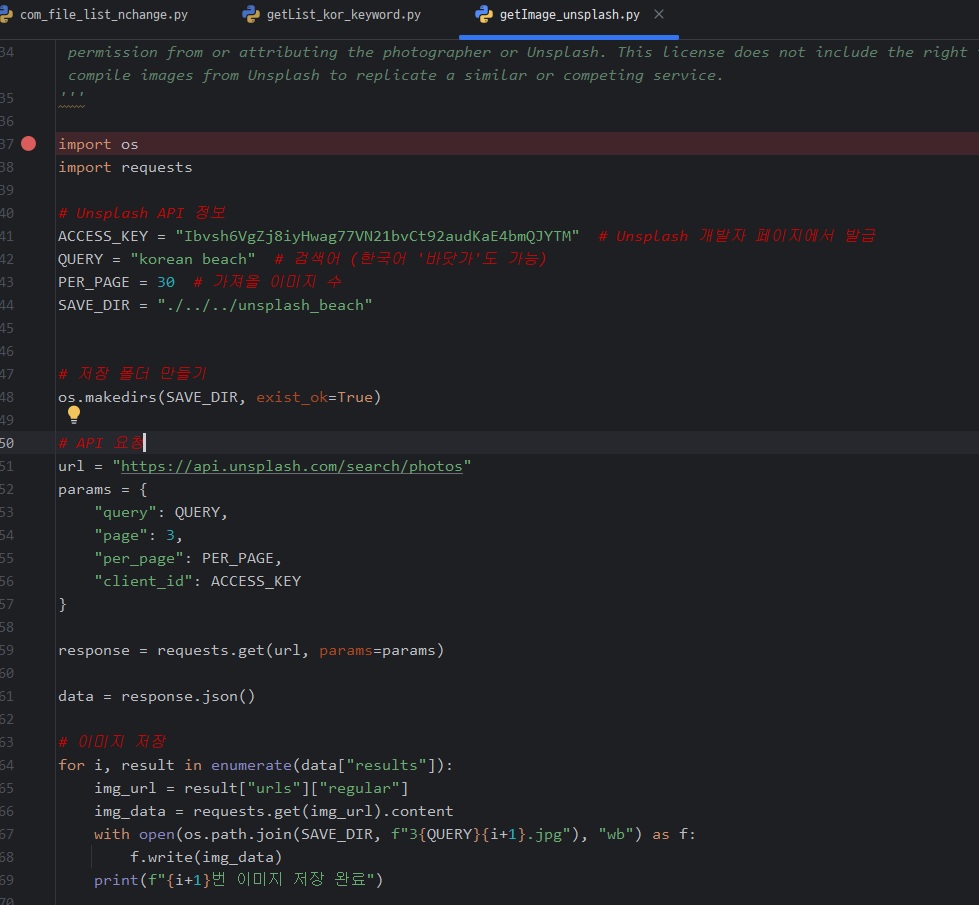 com_file_list_nchange.py getList_kor_keyword.py getImage_unsplash.py
34 permission from or attributing the photographer or Unsplash. This license does not include the right
compile images from Unsplash to replicate a similar or competing service.
35 '''
36
37 import os
38 import requests
39
40 # Unsplash API 정보
41 ACCESS_KEY = "Ibvsh6VgZj8iyHwag77VN21bvCt92audKaE4bmQJYTM"  # Unsplash 개발자 페이지에서 발급
42 QUERY = "korean beach"  # 검색어 (한국어 '바닷가'도 가능)
43 PER_PAGE = 30  # 가져올 이미지 수
44 SAVE_DIR = "./../../unsplash_beach"
45
46
47 # 저장 폴더 만들기
48 os.makedirs(SAVE_DIR, exist_ok=True)
49
50 # API 요청
51 url = "https://api.unsplash.com/search/photos"
52 params = {
53     "query": QUERY,
54     "page": 3,
55     "per_page": PER_PAGE,
56     "client_id": ACCESS_KEY
57 }
58
59 response = requests.get(url, params=params)
60
61 data = response.json()
62
63 # 이미지 저장
64 for i, result in enumerate(data["results"]):
65     img_url = result["urls"]["regular"]
66     img_data = requests.get(img_url).content
67     with open(os.path.join(SAVE_DIR, f"3{QUERY}{i+1}.jpg"), "wb") as f:
68         f.write(img_data)
69     print(f"{i+1}번 이미지 저장 완료")
70